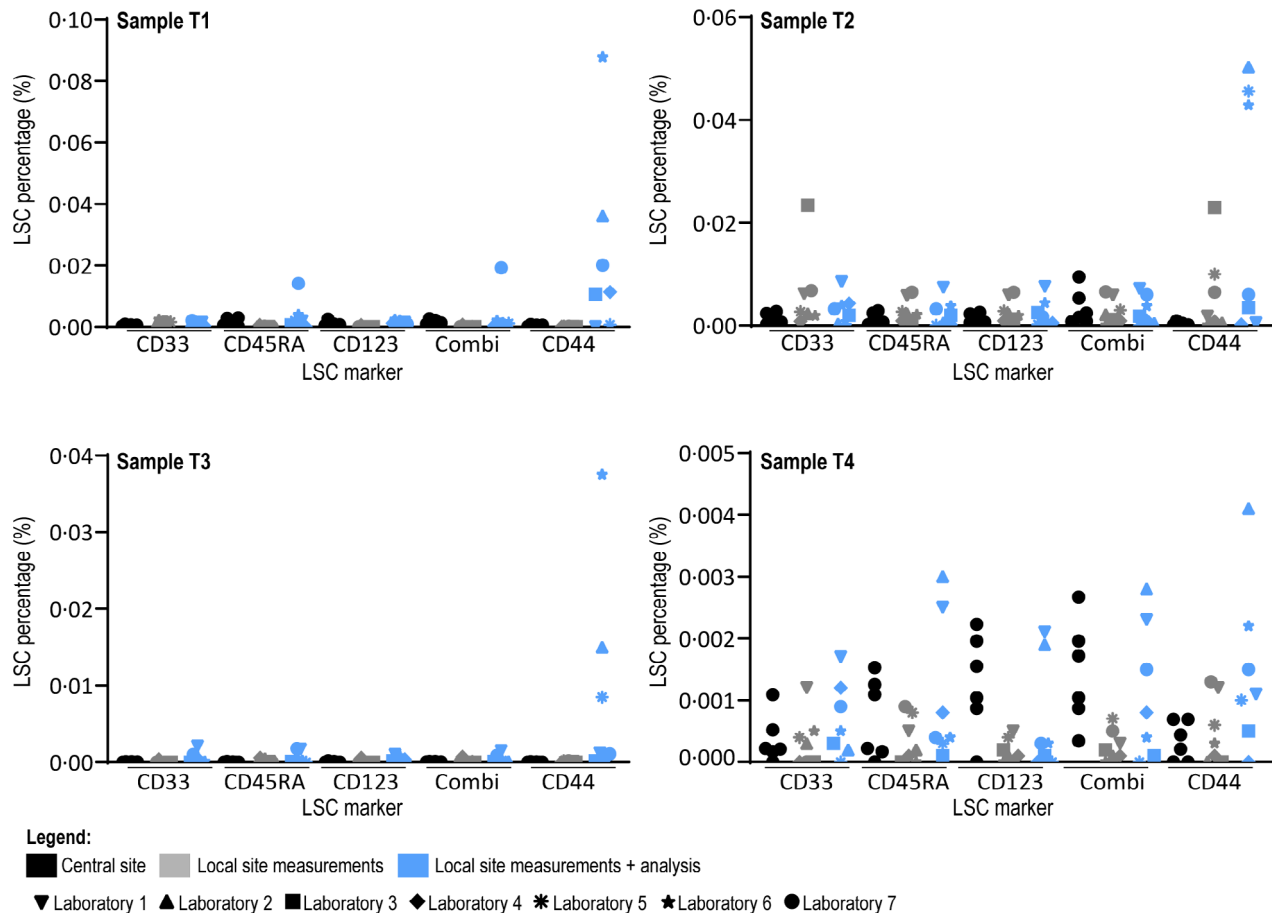 Sample T1
0·10
0·08
0·06
0·04
0·02
0·00
LSC percentage (%)
CD33 CD45RA CD123 Combi CD44
LSC marker
Sample T2
0·06
0·04
0·02
0·00
LSC percentage (%)
CD33 CD45RA CD123 Combi CD44
LSC marker
Sample T3
0·04
0·03
0·02
0·01
0·00
LSC percentage (%)
CD33 CD45RA CD123 Combi CD44
LSC marker
Sample T4
0·005
0·004
0·003
0·002
0·001
0·000
LSC percentage (%)
CD33 CD45RA CD123 Combi CD44
LSC marker
Legend:
Central site Local site measurements Local site measurements + analysis
Laboratory 1 Laboratory 2 Laboratory 3 Laboratory 4 Laboratory 5 Laboratory 6 Laboratory 7